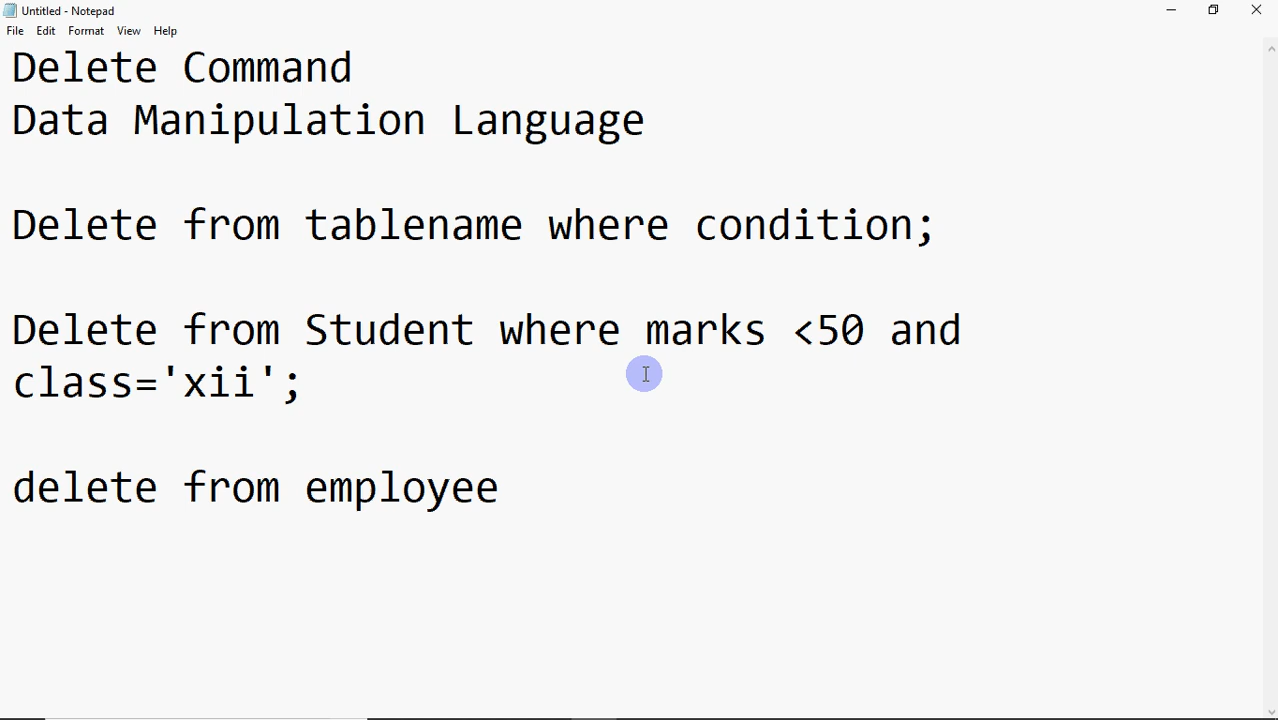 Untitled - Notepad
File Edit Format View Help
Delete Command
Data Manipulation Language
Delete from tablename where condition;
Delete from Student where marks <50 and
class='xii';
delete from employee